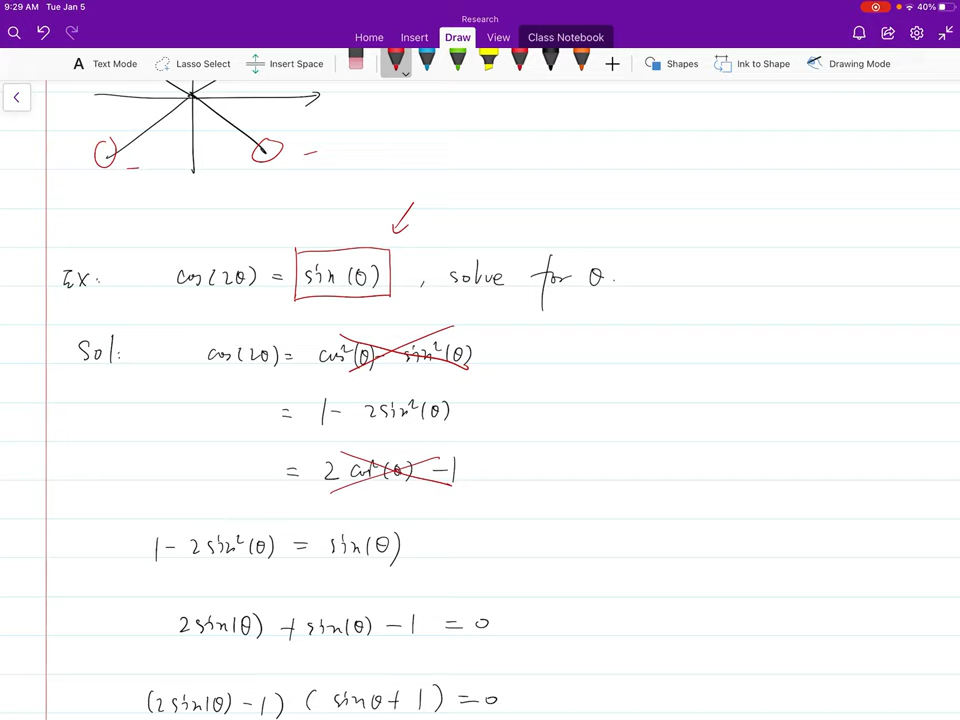 9:29 AM Tue Jan 5
40%
Research
Home Insert Draw View Class Notebook
Text Mode Lasso Select Insert Space Shapes Ink to Shape Drawing Mode
Ex: cos(2θ) = sin(θ) , solve for θ.
Sol: cos(2θ) = cos²(θ) - sin²(θ)
= 1 - 2sin²(θ)
= 2cos²(θ) - 1
1 - 2sin²(θ) = sin(θ)
2sin(θ) + sin(θ) - 1 = 0
(2sin(θ) - 1) (sinθ + 1) = 0